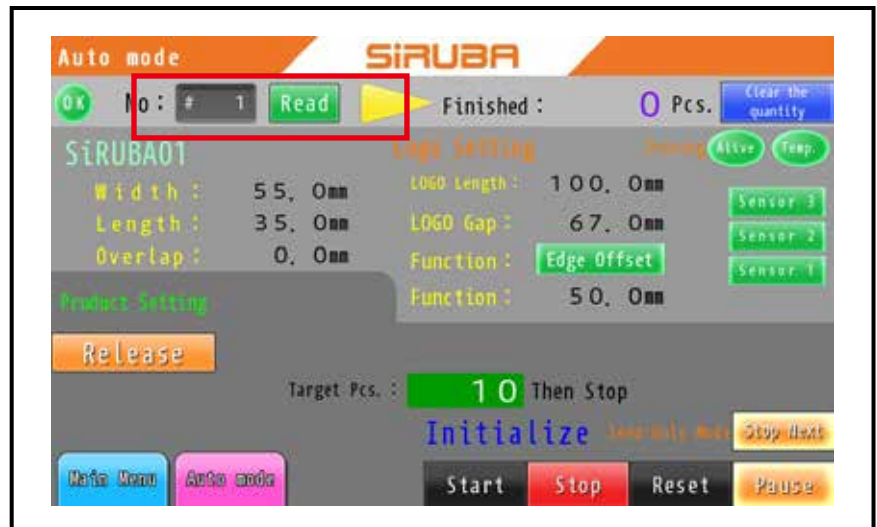 Auto mode
SiRUBA
OK No: # 1 Read Finished: 0 Pcs. Clear the quantity
SiRUBA01 Logo Setting Alive Temp.
Width: 55.0mm LOGO Length: 100.0mm Sensor 3
Length: 35.0mm LOGO Gap: 67.0mm Sensor 2
Overlap: 0.0mm Function: Edge Offset Sensor 1
Product Setting Function: 50.0mm
Release
Target Pcs.: 10 Then Stop
Initialize Stop Next
Main Menu Auto mode Start Stop Reset Pause